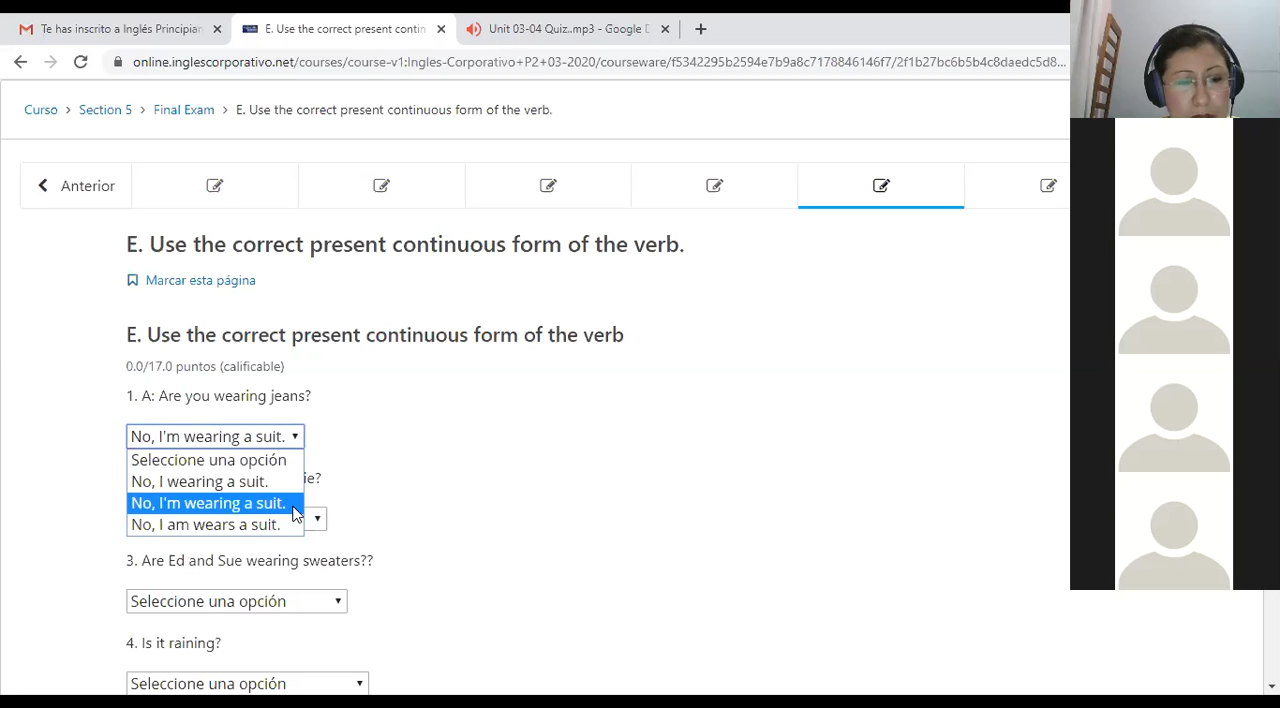 Te has inscrito a Inglés Principian
E. Use the correct present contin
Unit 03-04 Quiz..mp3 - Google D
online.inglescorporativo.net/courses/course-v1:Ingles-Corporativo+P2+03-2020/courseware/f5342295b2594e7b9a8c7178846146f7/2f1b27bc6b5b4c8daedc5d8...
Curso > Section 5 > Final Exam > E. Use the correct present continuous form of the verb.
Anterior
E. Use the correct present continuous form of the verb.
Marcar esta página
E. Use the correct present continuous form of the verb
0.0/17.0 puntos (calificable)
1. A: Are you wearing jeans?
No, I'm wearing a suit.
Seleccione una opción
No, I wearing a suit.
ie?
No, I'm wearing a suit.
No, I am wears a suit.
3. Are Ed and Sue wearing sweaters??
Seleccione una opción
4. Is it raining?
Seleccione una opción